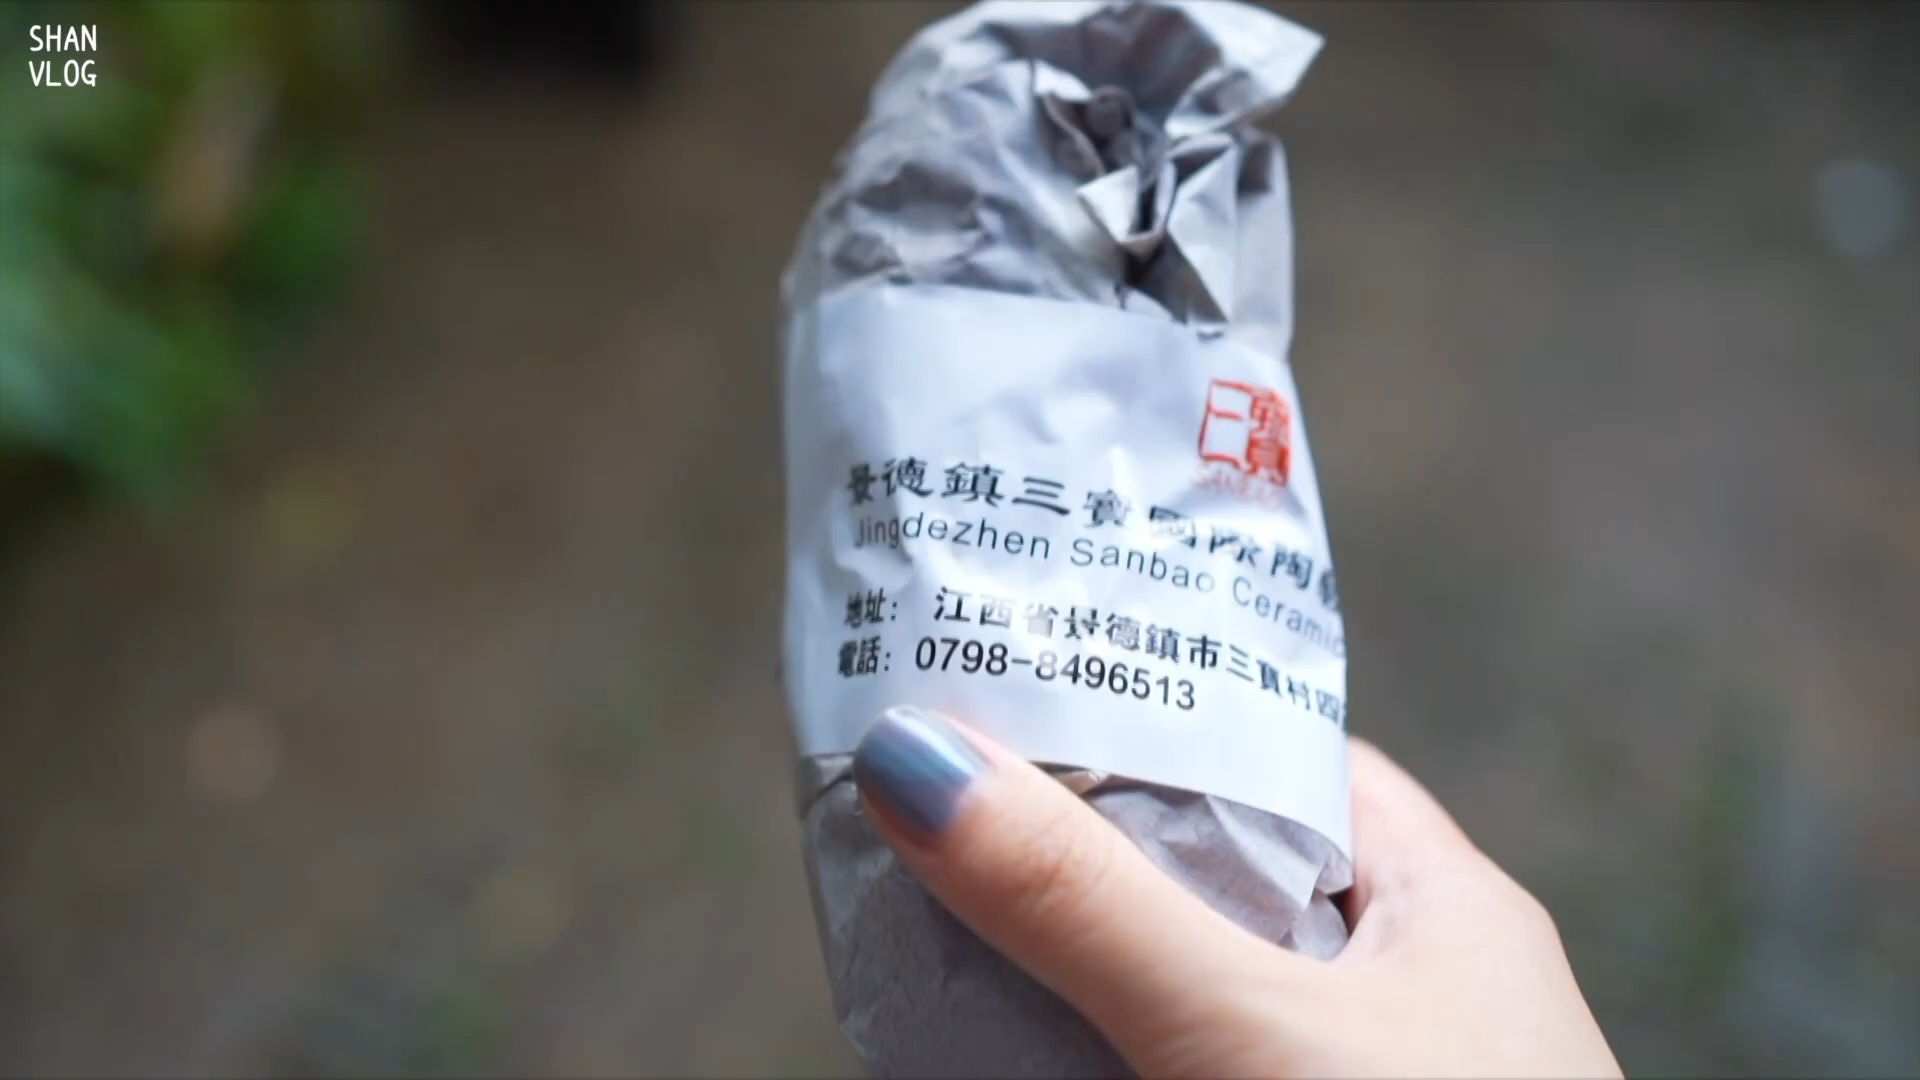 SHAN
VLOG
景德鎮三寶國際陶
Jingdezhen Sanbao Ceramic
地址: 江西省景德鎮市三寶村四
電話: 0798-8496513